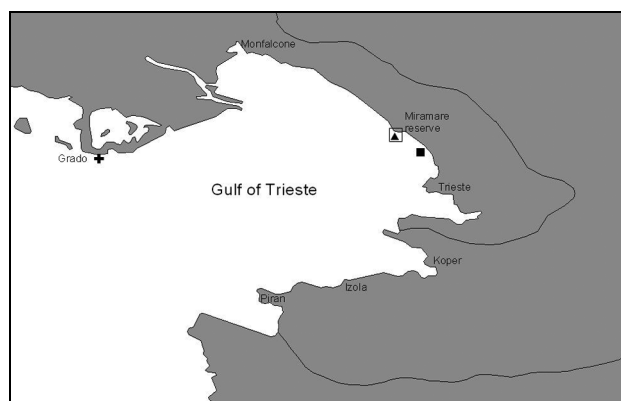 Monfalcone
Miramare
reserve
Grado
Gulf of Trieste
Trieste
Koper
Izola
Piran